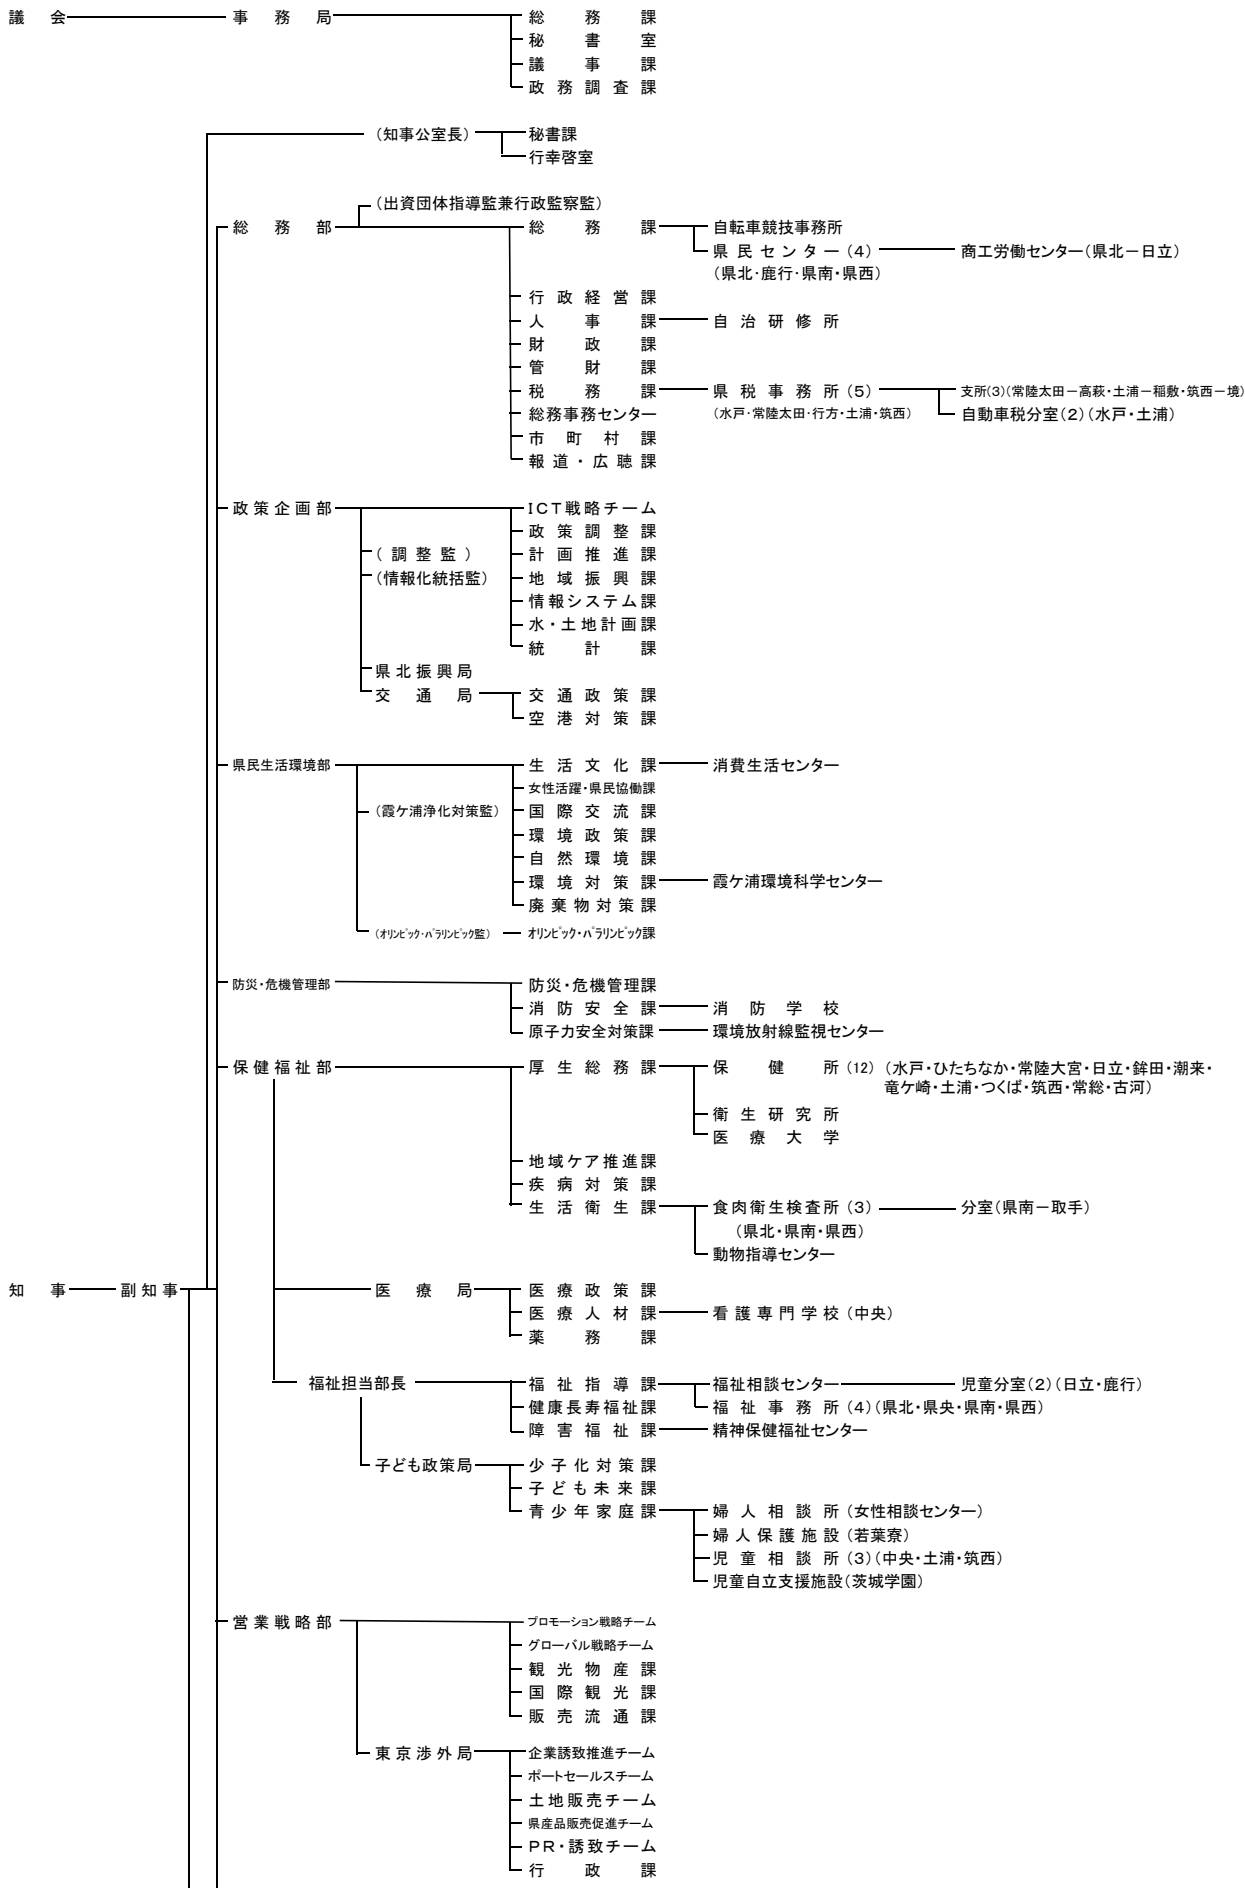 議会 事務局 総務課
秘書室
議事課
政務調査課
(知事公室長) 秘書課
行幸啓室
(出資団体指導監兼行政監察監)
総務部 総務課 自転車競技事務所
県民センター(4) 商工労働センター(県北-日立)
(県北・鹿行・県南・県西)
行政経営課
人事課 自治研修所
財政課
管財課
税務課 県税事務所(5) 支所(3)(常陸太田-高萩・土浦-稲敷・筑西-境)
総務事務センター (水戸・常陸太田・行方・土浦・筑西) 自動車税分室(2)(水戸・土浦)
市町村課
報道・広聴課
政策企画部 ICT戦略チーム
政策調整課
(調整監) 計画推進課
(情報化統括監) 地域振興課
情報システム課
水・土地計画課
統計課
県北振興局
交通局 交通政策課
空港対策課
県民生活環境部 生活文化課 消費生活センター
女性活躍・県民協働課
(霞ケ浦浄化対策監) 国際交流課
環境政策課
自然環境課
環境対策課 霞ケ浦環境科学センター
廃棄物対策課
(オリンピック・パラリンピック監) オリンピック・パラリンピック課
防災・危機管理部 防災・危機管理課
消防安全課 消防学校
原子力安全対策課 環境放射線監視センター
保健福祉部 厚生総務課 保健所(12) (水戸・ひたちなか・常陸大宮・日立・鉾田・潮来・
竜ケ崎・土浦・つくば・筑西・常総・古河)
衛生研究所
医療大学
地域ケア推進課
疾病対策課
生活衛生課 食肉衛生検査所(3) 分室(県南-取手)
(県北・県南・県西)
動物指導センター
知事 副知事 医療局 医療政策課
医療人材課 看護専門学校(中央)
薬務課
福祉担当部長 福祉指導課 福祉相談センター 児童分室(2)(日立・鹿行)
健康長寿福祉課 福祉事務所(4)(県北・県央・県南・県西)
障害福祉課 精神保健福祉センター
子ども政策局 少子化対策課
子ども未来課
青少年家庭課 婦人相談所(女性相談センター)
婦人保護施設(若葉寮)
児童相談所(3)(中央・土浦・筑西)
児童自立支援施設(茨城学園)
営業戦略部 プロモーション戦略チーム
グローバル戦略チーム
観光物産課
国際観光課
販売流通課
東京渉外局 企業誘致推進チーム
ポートセールスチーム
土地販売チーム
県産品販売促進チーム
PR・誘致チーム
行政課